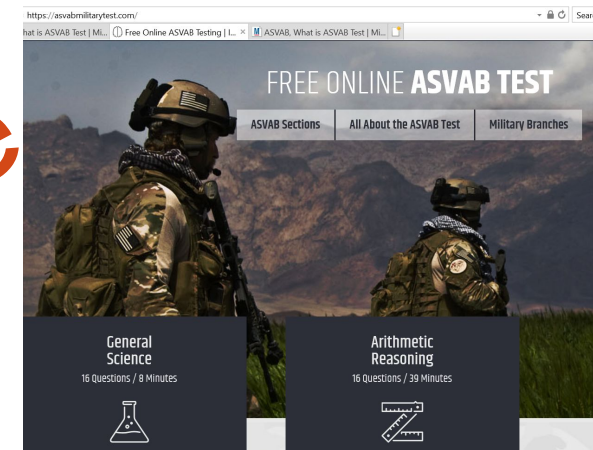 https://asvabmilitarytest.com/
Sear
hat is ASVAB Test | Mi...
Free Online ASVAB Testing | I...
ASVAB, What is ASVAB Test | Mi...
FREE ONLINE ASVAB TEST
ASVAB Sections
All About the ASVAB Test
Military Branches
General
Science
16 Questions / 8 Minutes
Arithmetic
Reasoning
16 Questions / 39 Minutes